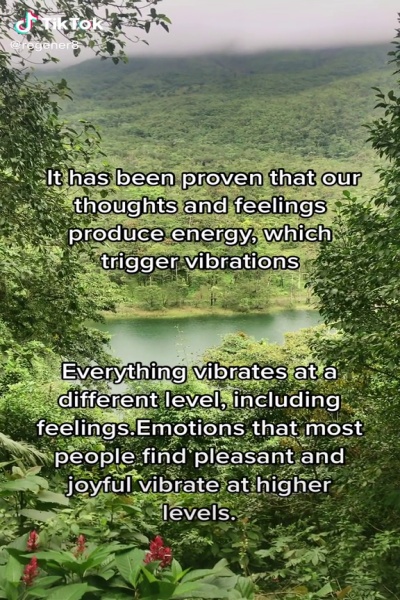 TikTok
@regener8
It has been proven that our
thoughts and feelings
produce energy, which
trigger vibrations
Everything vibrates at a
different level, including
feelings.Emotions that most
people find pleasant and
joyful vibrate at higher
levels.